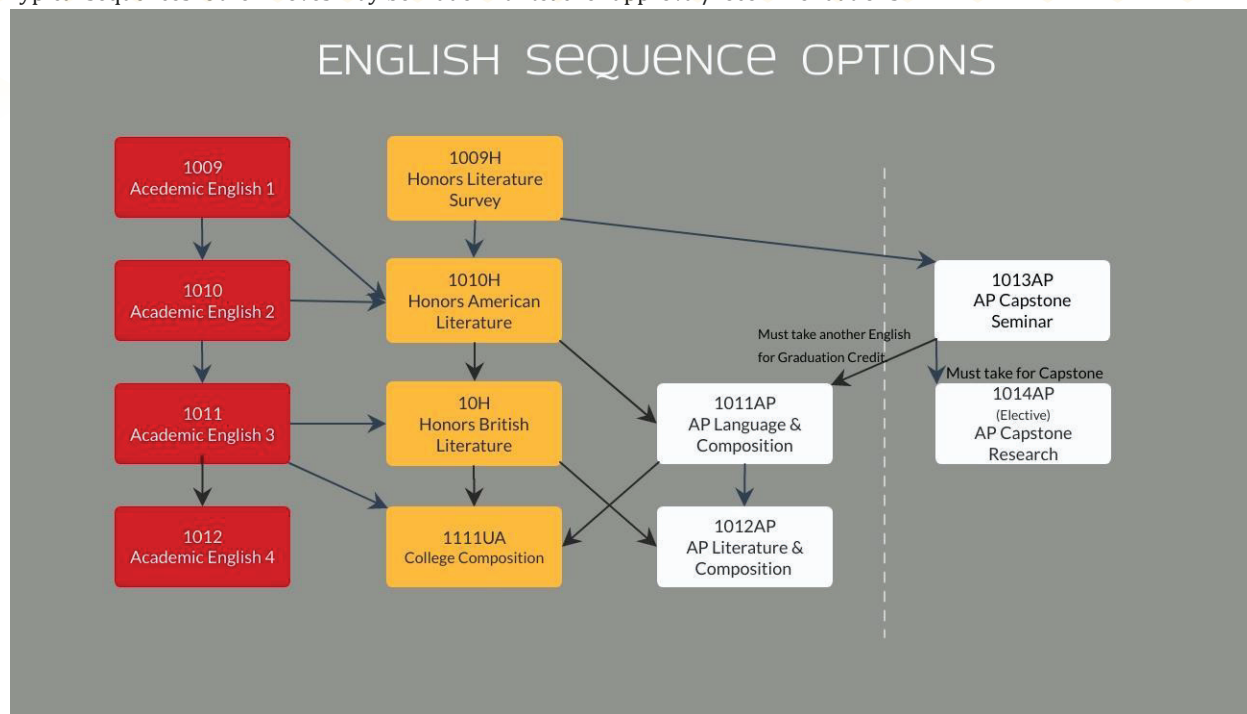 ENGLISH SEQUENCE OPTIONS
1009
Acedemic English 1
1009H
Honors Literature
Survey
1010
Academic English 2
1010H
Honors American
Literature
1013AP
AP Capstone
Seminar
Must take another English
for Graduation Credit
Must take for Capstone
1011
Academic English 3
10H
Honors British
Literature
1011AP
AP Language &
Composition
1014AP
(Elective)
AP Capstone
Research
1012
Academic English 4
1111UA
College Composition
1012AP
AP Literature &
Composition